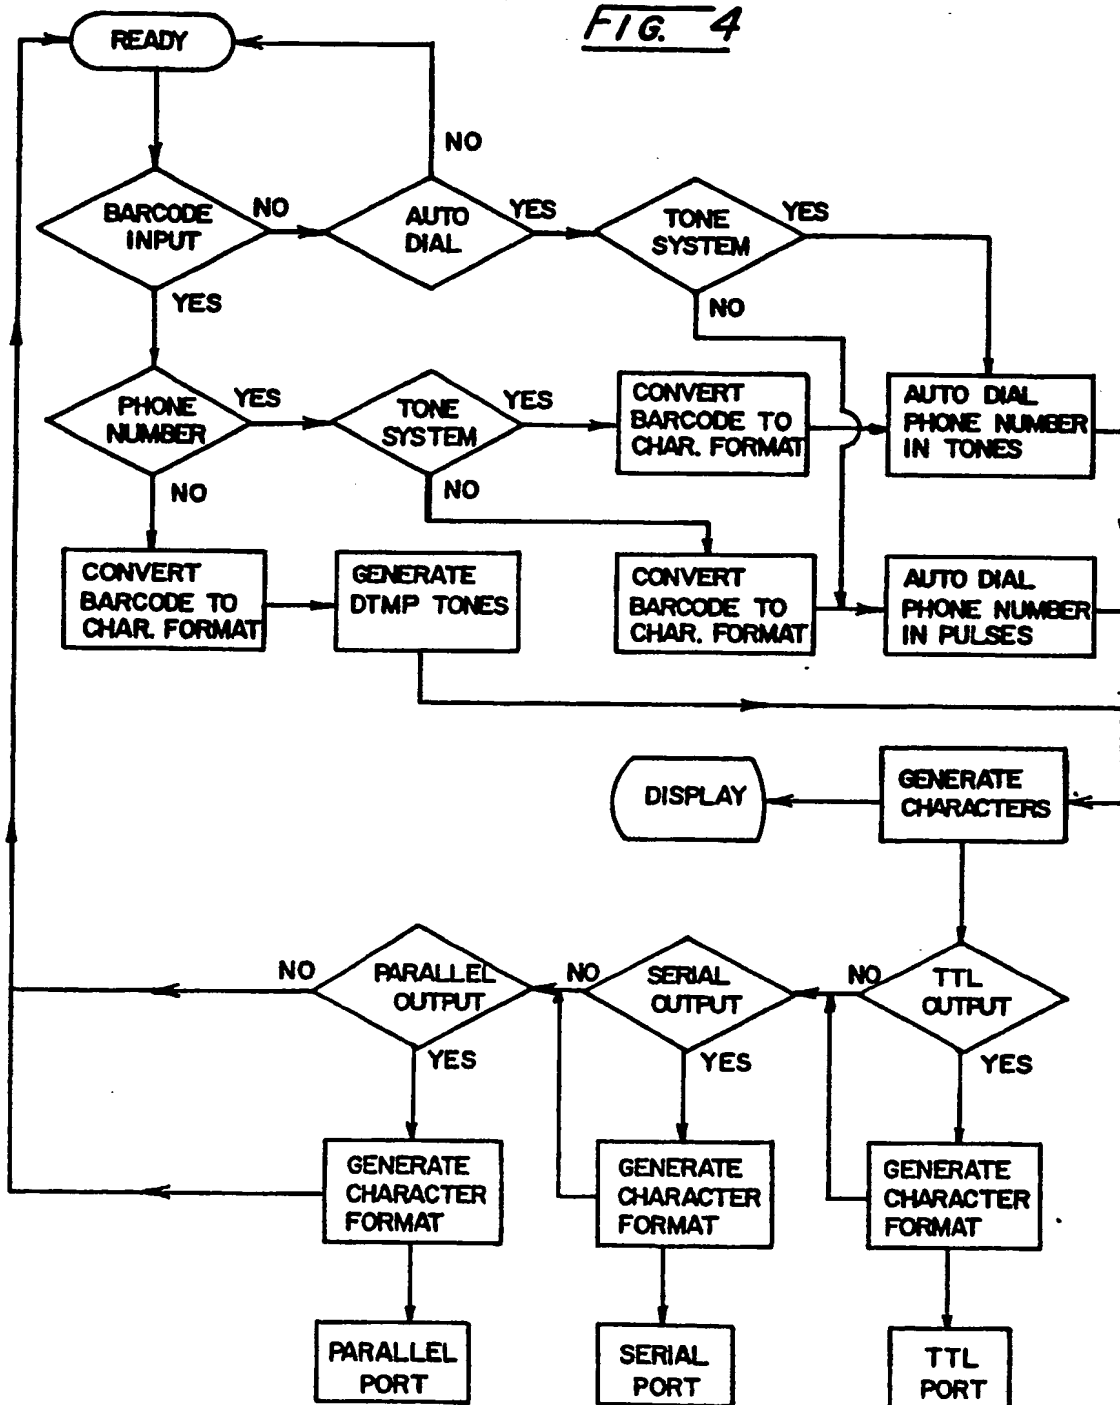 FIG. 4
READY
NO
BARCODE
INPUT
NO
AUTO
DIAL
YES
TONE
SYSTEM
YES
YES
NO
PHONE
NUMBER
YES
TONE
SYSTEM
YES
CONVERT
BARCODE TO
CHAR. FORMAT
AUTO DIAL
PHONE NUMBER
IN TONES
NO
NO
CONVERT
BARCODE TO
CHAR. FORMAT
GENERATE
DTMP TONES
CONVERT
BARCODE TO
CHAR. FORMAT
AUTO DIAL
PHONE NUMBER
IN PULSES
DISPLAY
GENERATE
CHARACTERS
NO
PARALLEL
OUTPUT
NO
SERIAL
OUTPUT
NO
TTL
OUTPUT
YES
YES
YES
GENERATE
CHARACTER
FORMAT
GENERATE
CHARACTER
FORMAT
GENERATE
CHARACTER
FORMAT
PARALLEL
PORT
SERIAL
PORT
TTL
PORT